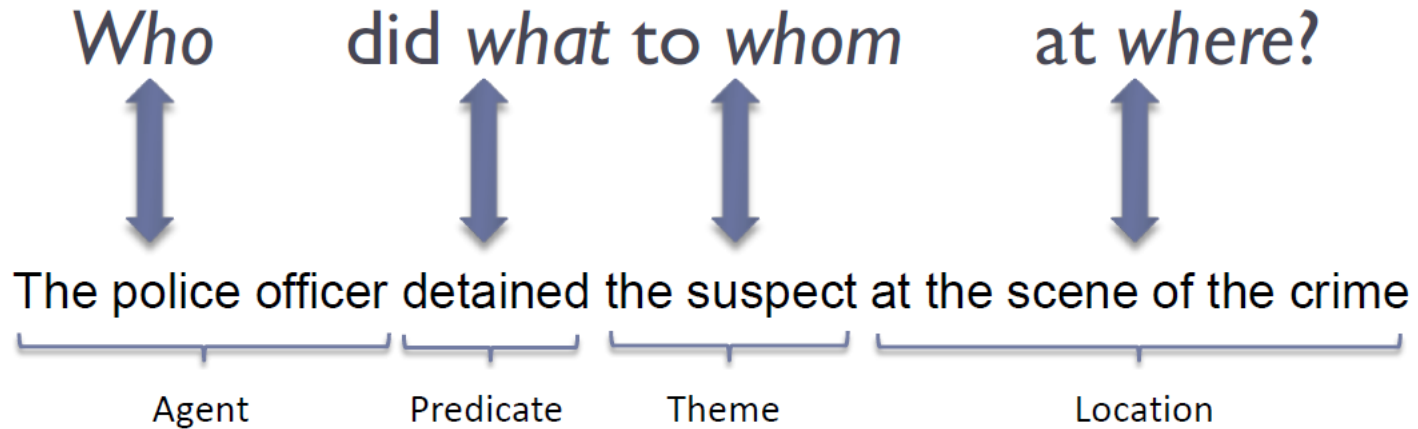 Who did what to whom at where?
The police officer detained the suspect at the scene of the crime
Agent Predicate Theme Location